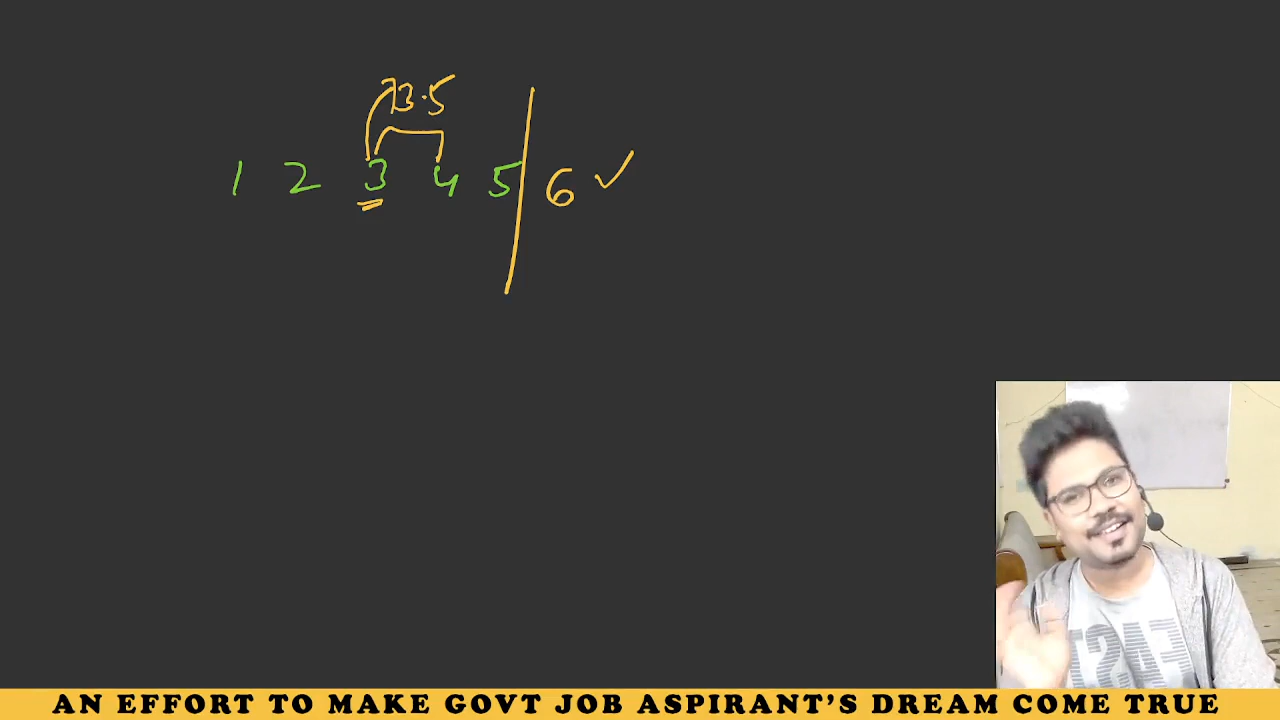 3.5
1 2 3 4 5 6 ✓
AN EFFORT TO MAKE GOVT JOB ASPIRANT'S DREAM COME TRUE